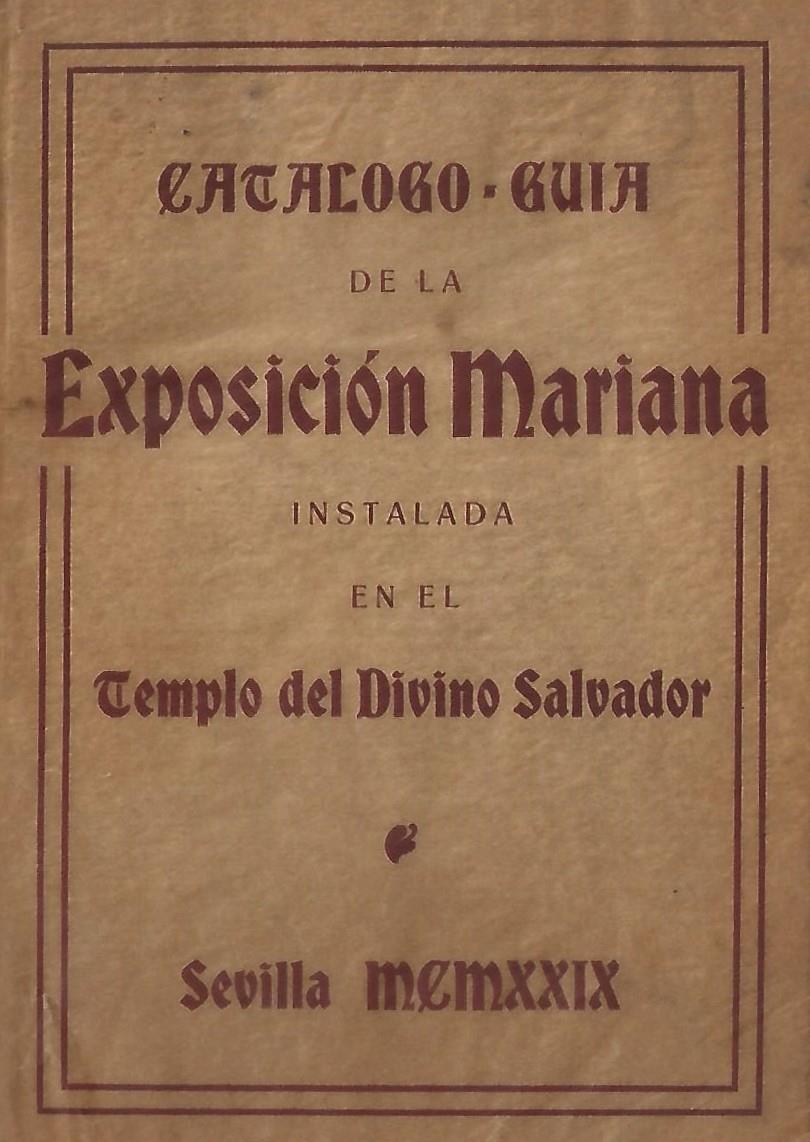 CATALOGO - GUIA
DE LA
Exposición Mariana
INSTALADA
EN EL
Templo del Divino Salvador
Sevilla MCMXXIX